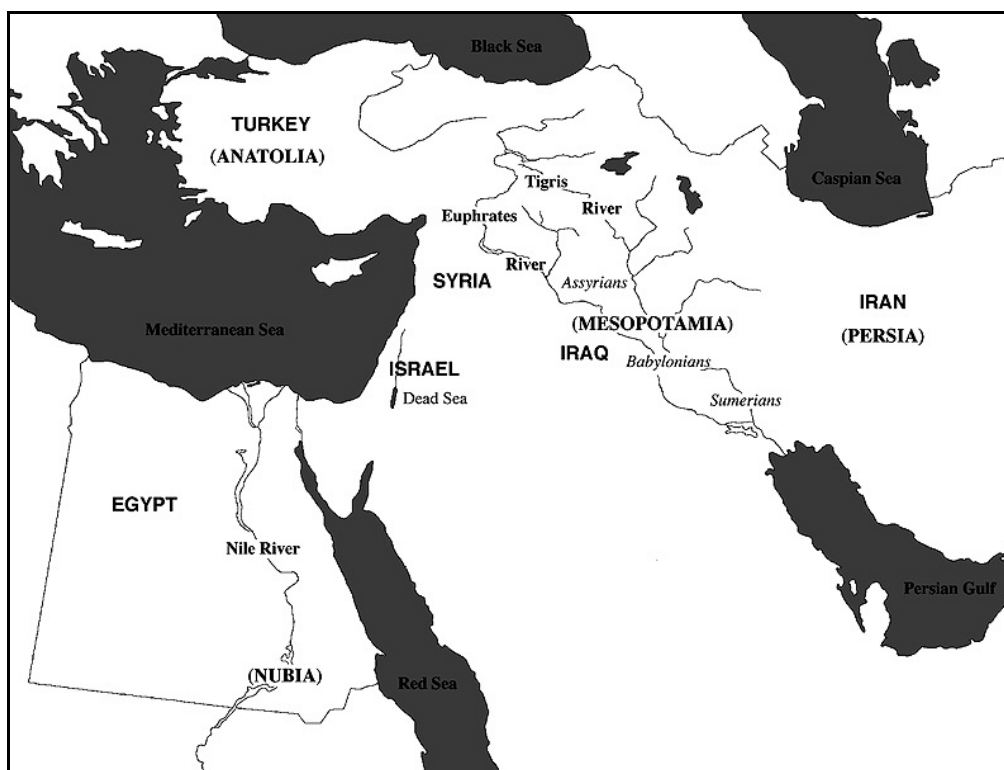 Black Sea
TURKEY
(ANATOLIA)
Caspian Sea
Tigris
River
Euphrates
River
SYRIA
Assyrians
IRAN
(PERSIA)
Mediterranean Sea
(MESOPOTAMIA)
IRAQ
Babylonians
ISRAEL
Dead Sea
Sumerians
EGYPT
Nile River
Persian Gulf
(NUBIA)
Red Sea